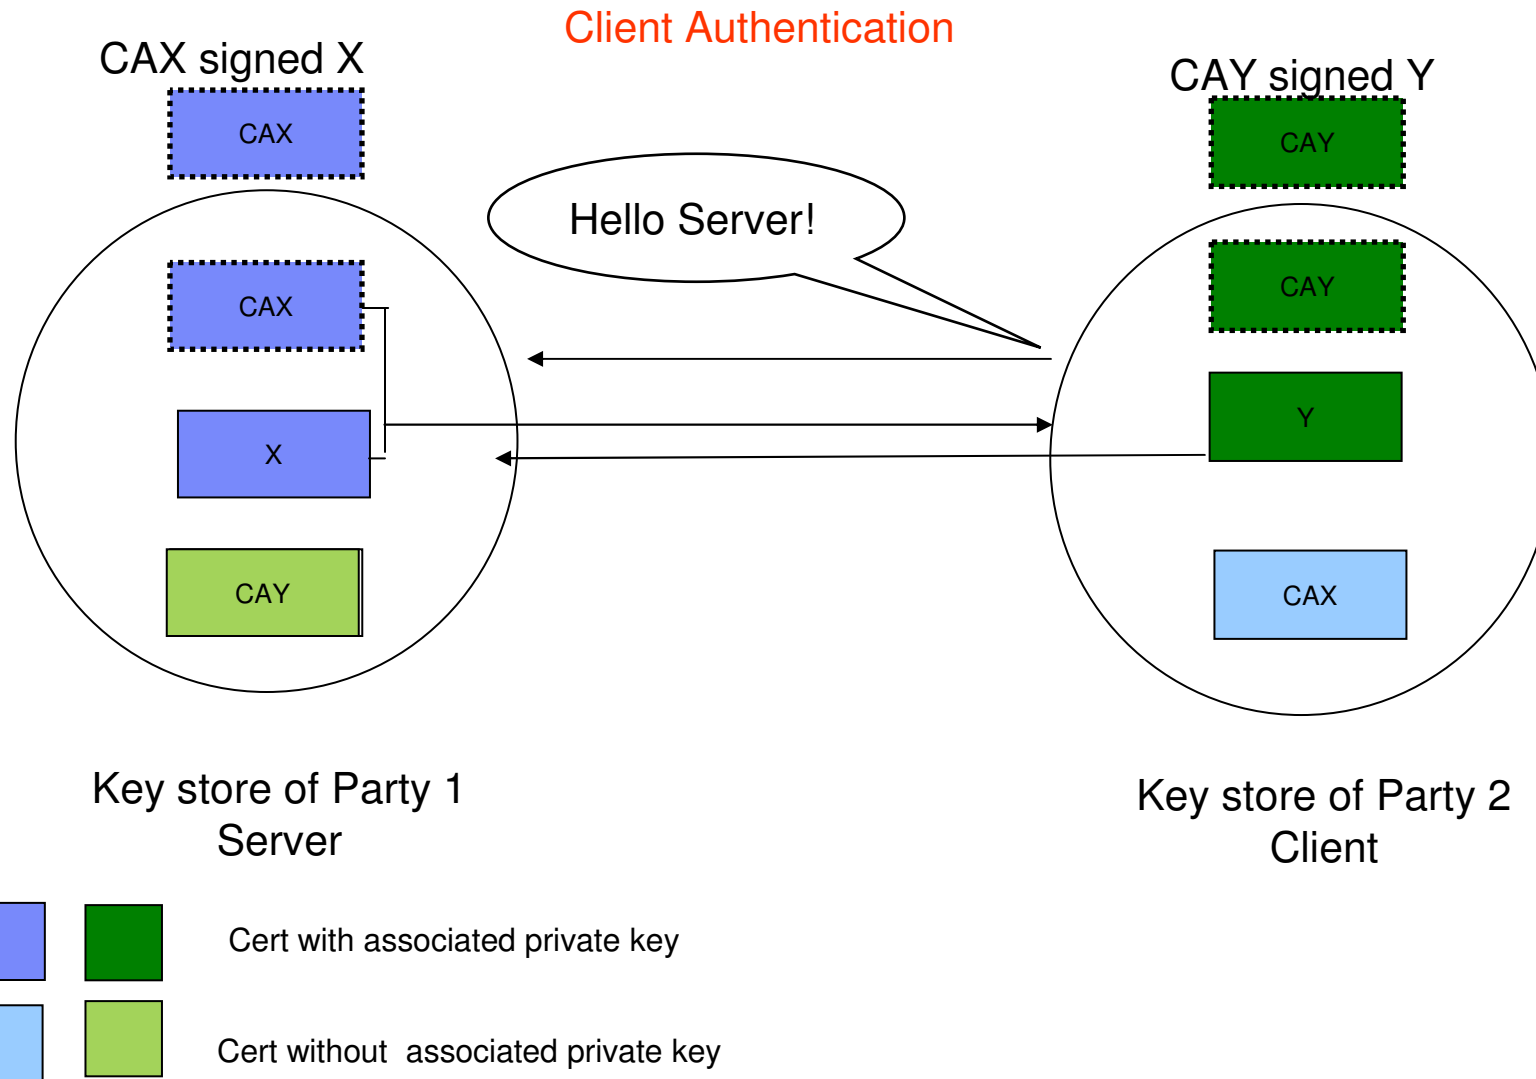 Client Authentication
CAX signed X
CAY signed Y
CAX
CAY
Hello Server!
CAX
CAY
X
Y
CAY
CAX
Key store of Party 1
Server
Key store of Party 2
Client
Cert with associated private key
Cert without  associated private key